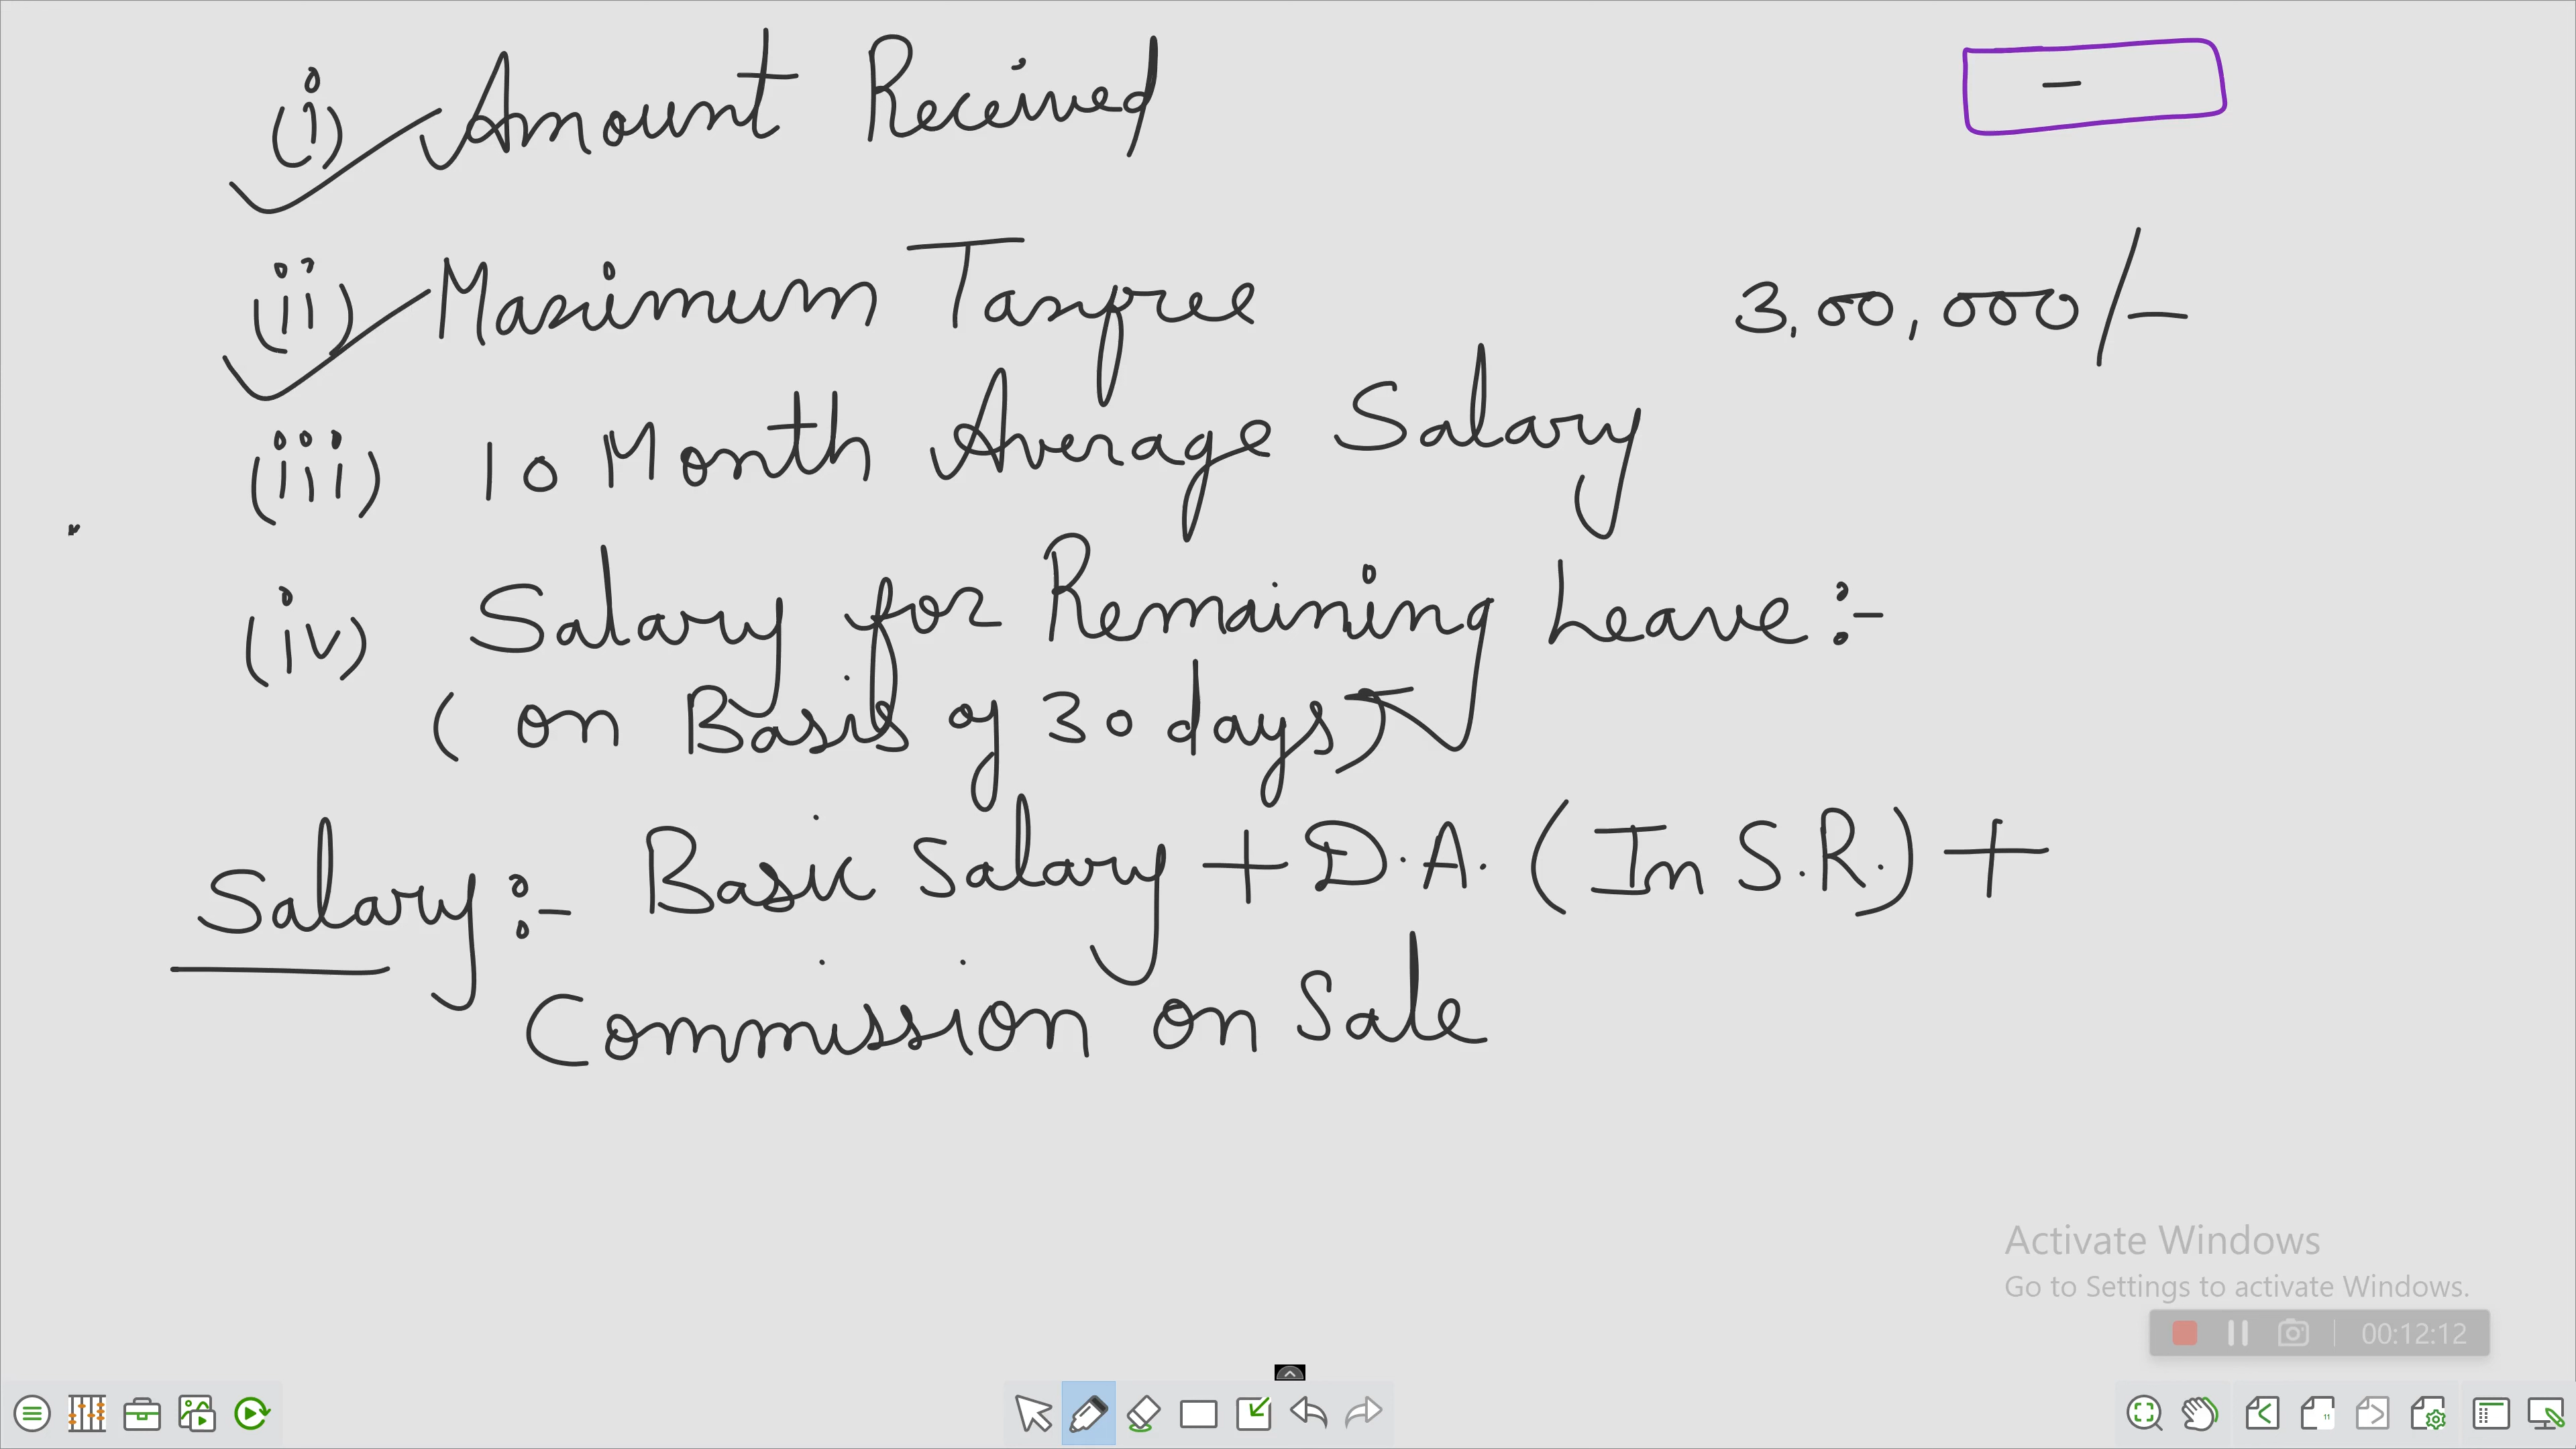 (i) Amount Received -
(ii) Maximum Taxfree 3,00,000/-
(iii) 10 Month Average Salary
(iv) Salary for Remaining Leave:-
(on Basis of 30 days)
Salary:- Basic Salary + D.A. (In S.R.) +
Commission on Sale
Activate Windows
Go to Settings to activate Windows.
00:12:12
11